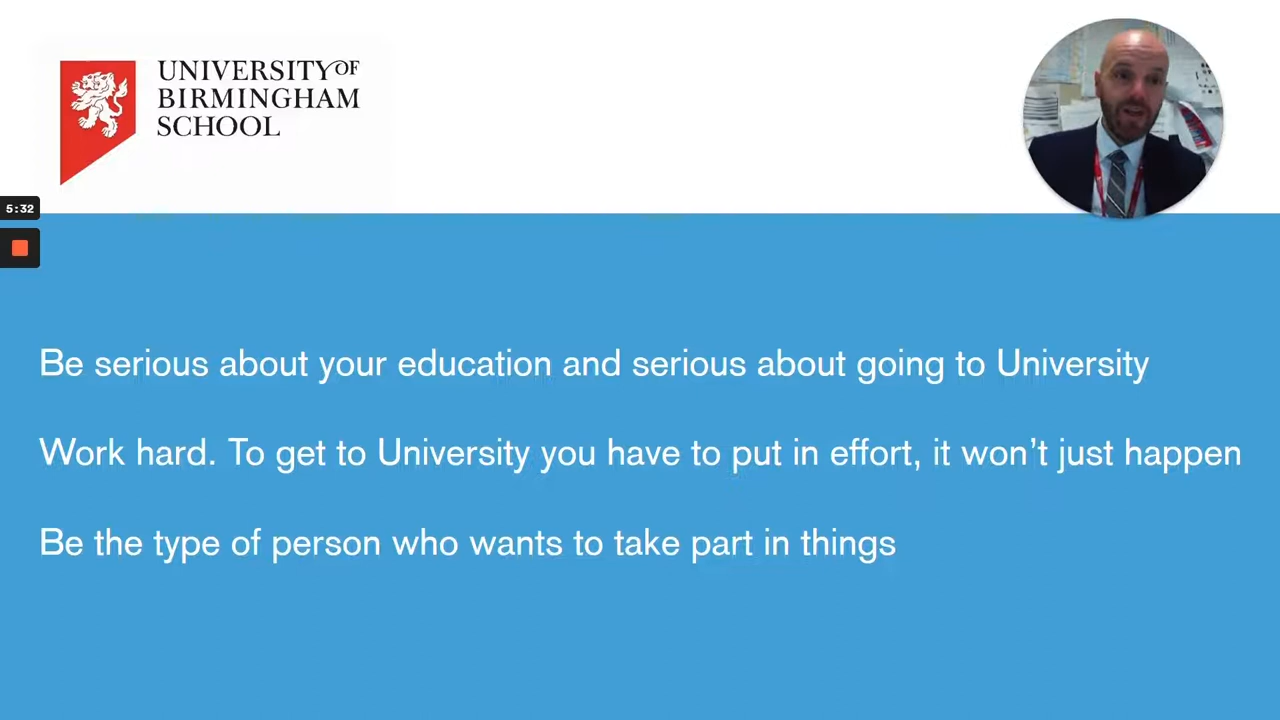 UNIVERSITY OF
BIRMINGHAM
SCHOOL
5:32
Be serious about your education and serious about going to University
Work hard. To get to University you have to put in effort, it won’t just happen
Be the type of person who wants to take part in things